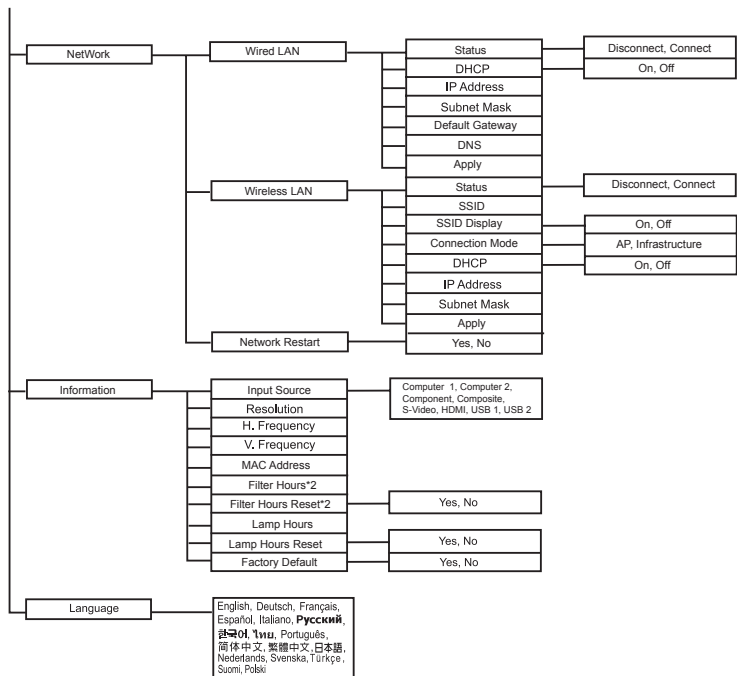 NetWork
Wired LAN
Status
Disconnect, Connect
DHCP
On, Off
IP Address
Subnet Mask
Default Gateway
DNS
Apply
Wireless LAN
Status
Disconnect, Connect
SSID
SSID Display
On, Off
Connection Mode
AP, Infrastructure
DHCP
On, Off
IP Address
Subnet Mask
Apply
Network Restart
Yes, No
Information
Input Source
Computer 1, Computer 2,
Component, Composite,
S-Video, HDMI, USB 1, USB 2
Resolution
H. Frequency
V. Frequency
MAC Address
Filter Hours*2
Filter Hours Reset*2
Yes, No
Lamp Hours
Lamp Hours Reset
Yes, No
Factory Default
Yes, No
Language
English, Deutsch, Français,
Español, Italiano, Русский,
한국어, ไทย, Português,
简体中文, 繁體中文, 日本語,
Nederlands, Svenska, Türkçe,
Suomi, Polski